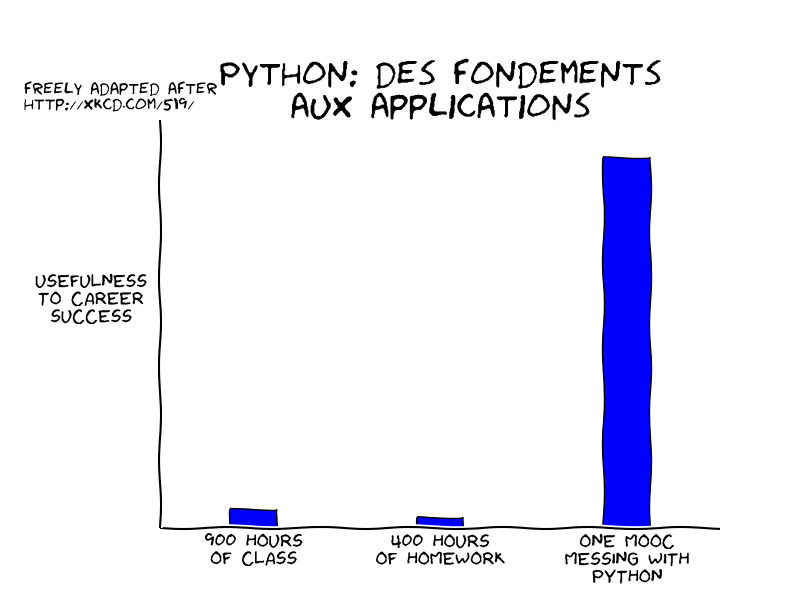 PYTHON: DES FONDEMENTS
AUX APPLICATIONS
FREELY ADAPTED AFTER
HTTP://XKCD.COM/519/
USEFULNESS
TO CAREER
SUCCESS
900 HOURS
OF CLASS
400 HOURS
OF HOMEWORK
ONE MOOC
MESSING WITH
PYTHON